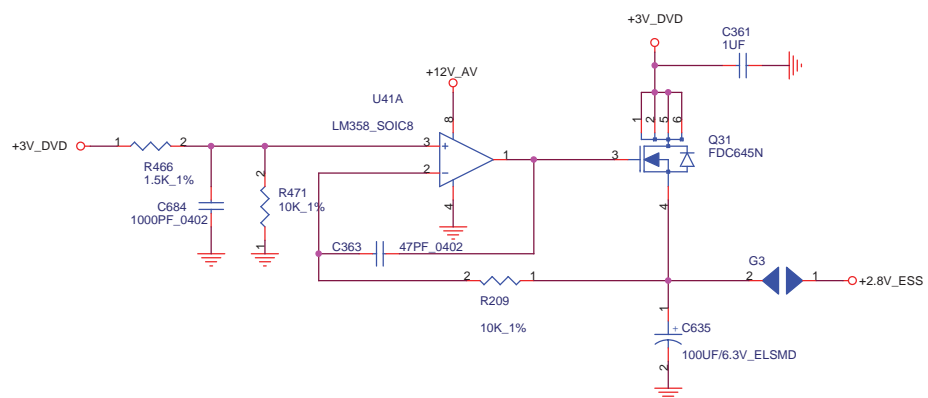 +3V_DVD
C361
1UF
+12V_AV
U41A
LM358_SOIC8
8
1
2
5
6
Q31
FDC645N
+3V_DVD
1
2
3
+
1
3
R466
1.5K_1%
2
-
4
2
R471
10K_1%
C684
1000PF_0402
1
4
C363
47PF_0402
G3
2
1
2
1
+2.8V_ESS
R209
10K_1%
1
+
C635
100UF/6.3V_ELSMD
2